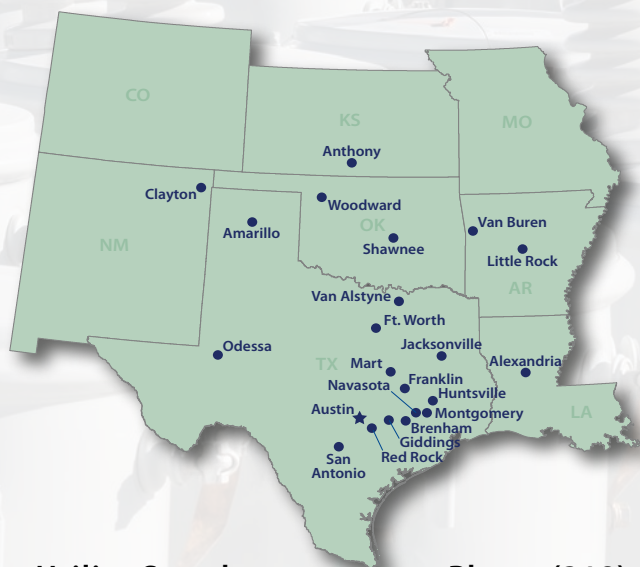 CO
KS
MO
Anthony
Clayton
Woodward
Van Buren
Amarillo
OK
NM
Shawnee
Little Rock
AR
Van Alstyne
Ft. Worth
Odessa
Jacksonville
TX
Mart
Alexandria
Franklin
Navasota
Huntsville
Austin
Montgomery
LA
Brenham
Giddings
San
Antonio
Red Rock